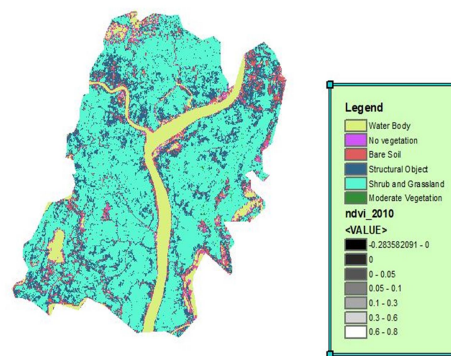 Legend
Water Body
No vegetation
Bare Soil
Structural Object
Shrub and Grassland
Moderate Vegetation
ndvi_2010
<VALUE>
-0.283582091 - 0
0
0 - 0.05
0.05 - 0.1
0.1 - 0.3
0.3 - 0.6
0.6 - 0.8